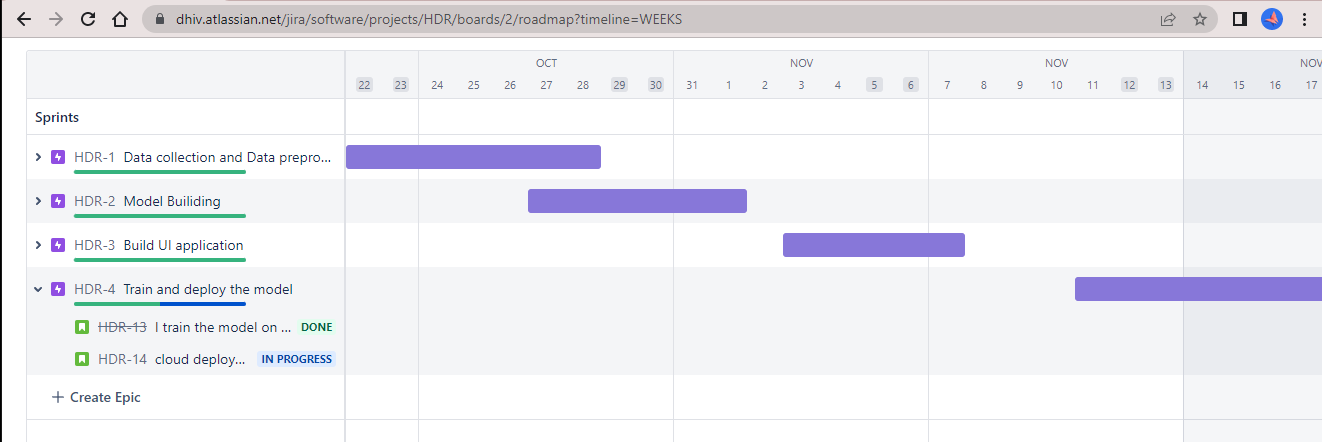 dhiv.atlassian.net/jira/software/projects/HDR/boards/2/roadmap?timeline=WEEKS
OCT NOV NOV NOV
22 23 24 25 26 27 28 29 30 31 1 2 3 4 5 6 7 8 9 10 11 12 13 14 15 16 17
Sprints
HDR-1 Data collection and Data prepro...
HDR-2 Model Builiding
HDR-3 Build UI application
HDR-4 Train and deploy the model
HDR-13 I train the model on ... DONE
HDR-14 cloud deploy... IN PROGRESS
+ Create Epic